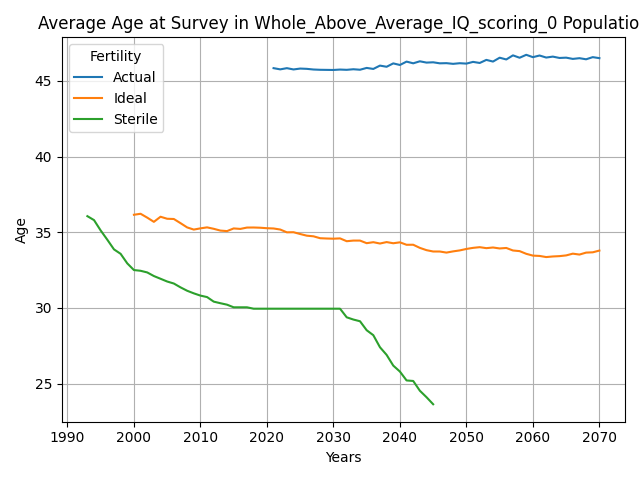 Average Age at Survey in Whole_Above_Average_IQ_scoring_0 Populatio
Fertility
Actual
Ideal
Sterile
Age
45
40
35
30
25
1990 2000 2010 2020 2030 2040 2050 2060 2070
Years